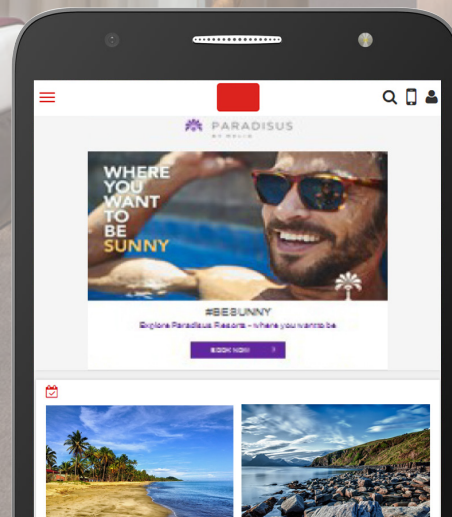 PARADISUS
BY MELIÁ
WHERE
YOU
WANT
TO
BE
SUNNY
#BESUNNY
Explore Paradisus Resorts - where you want to be
BOOK NOW